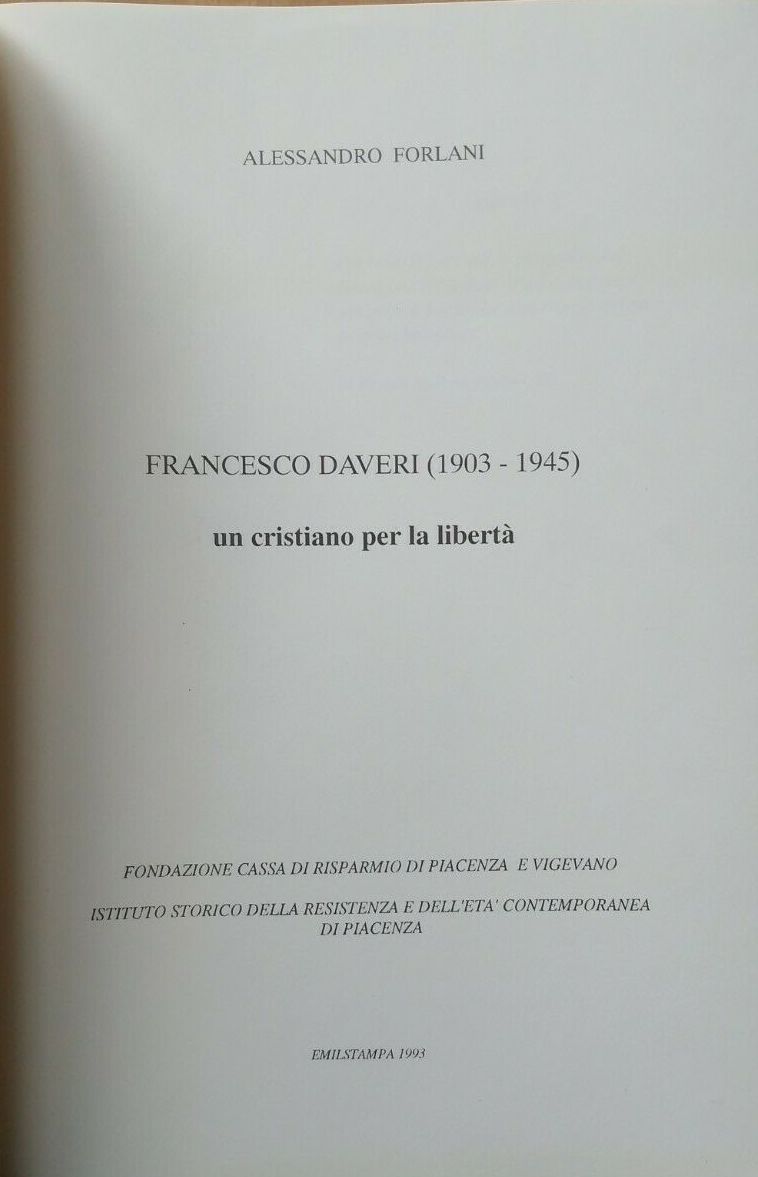 ALESSANDRO FORLANI
FRANCESCO DAVERI (1903 - 1945)
un cristiano per la libertà
FONDAZIONE CASSA DI RISPARMIO DI PIACENZA E VIGEVANO
ISTITUTO STORICO DELLA RESISTENZA E DELL'ETA' CONTEMPORANEA
DI PIACENZA
EMILSTAMPA 1993